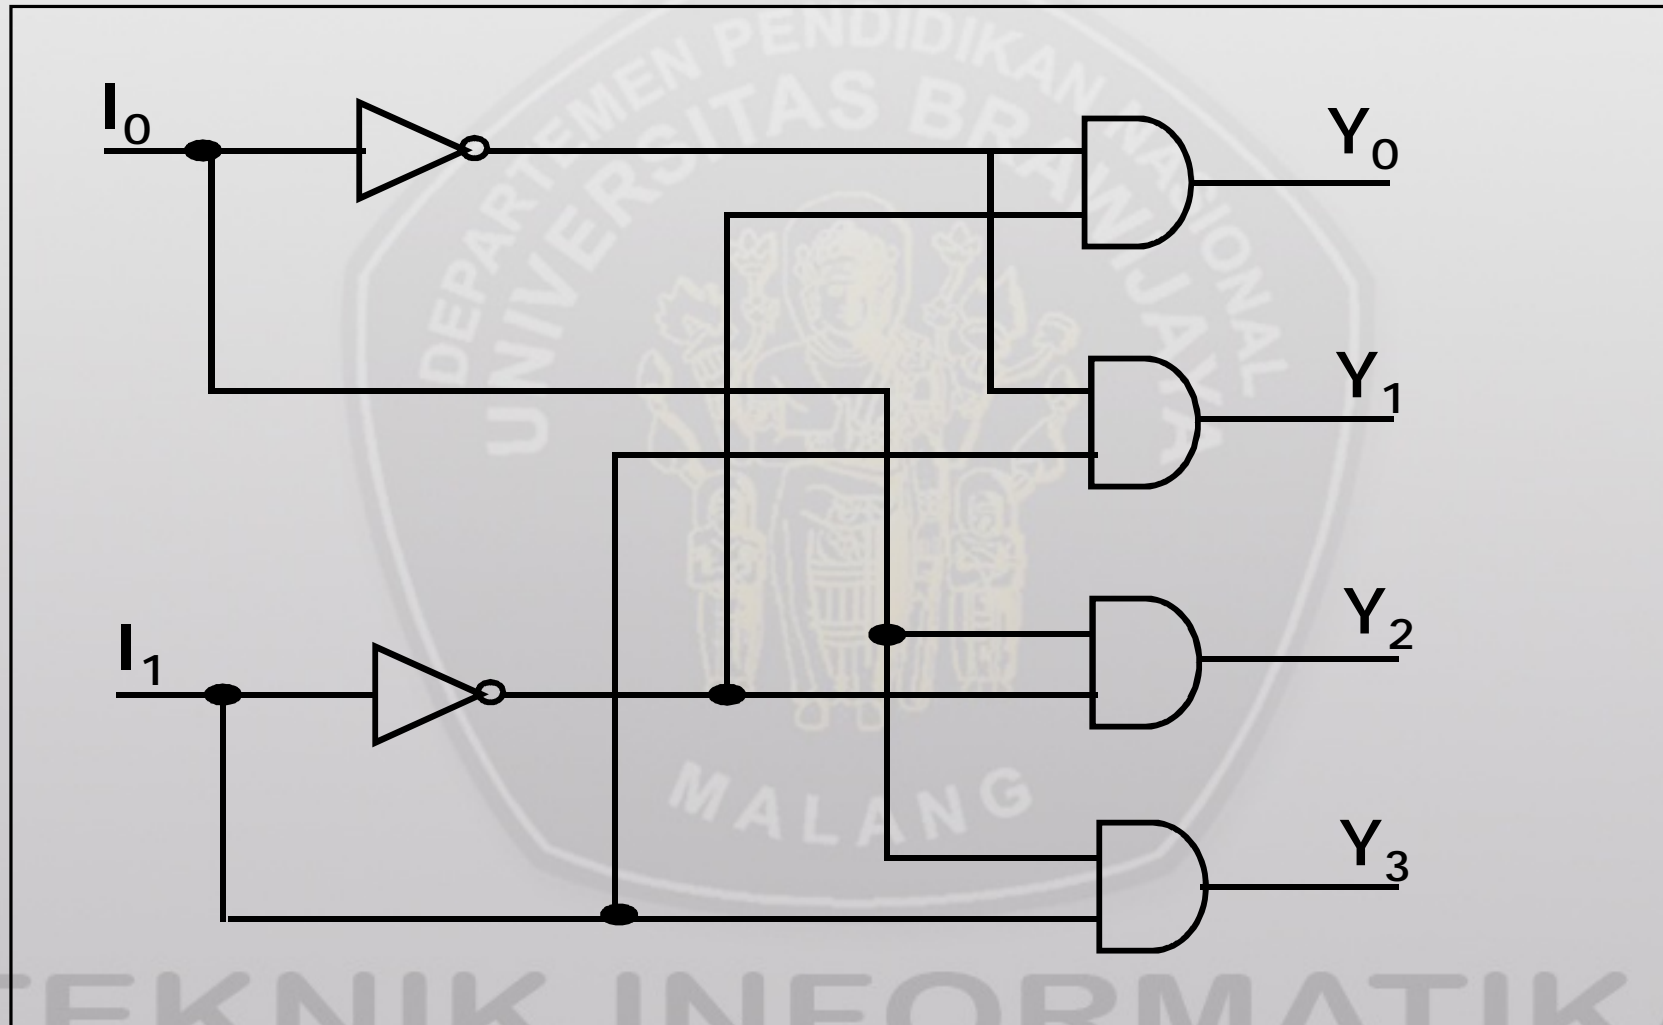 DEPARTEMEN PENDIDIKAN NASIONAL
UNIVERSITAS BRAWIJAYA
I0
Y0
Y1
I1
Y2
MALANG
Y3
TEKNIK INFORMATIK